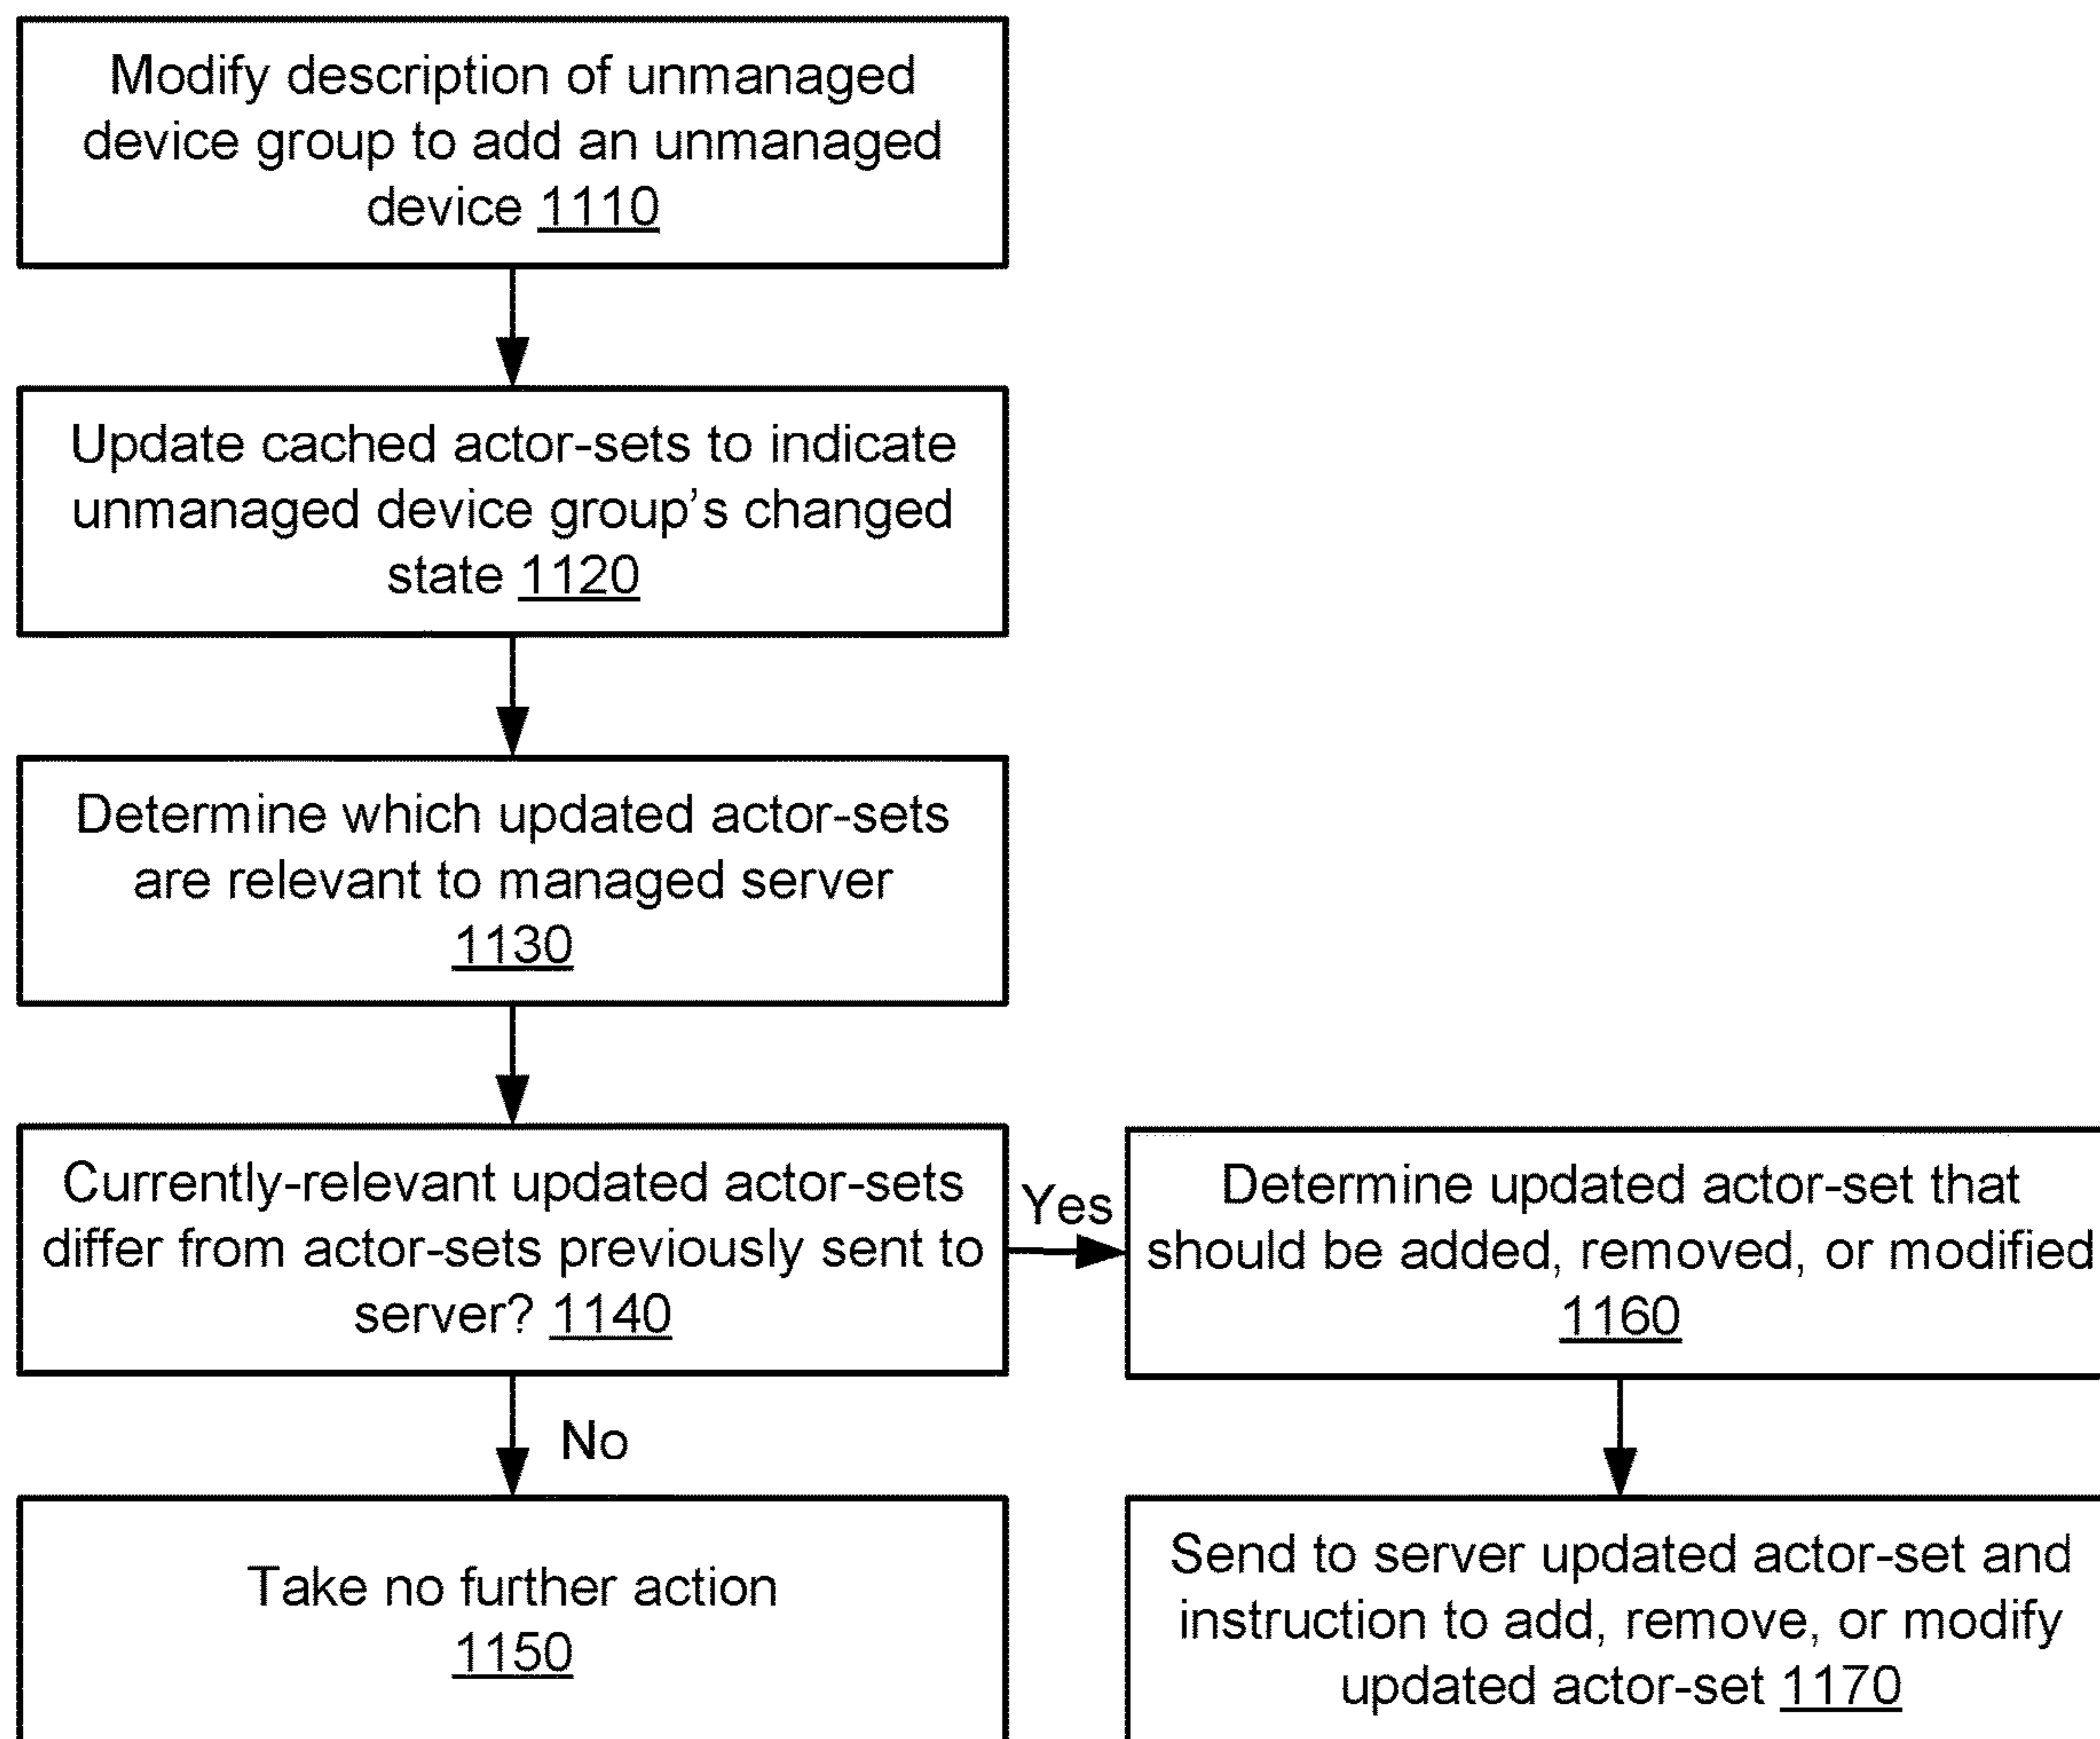 Modify description of unmanaged
device group to add an unmanaged
device 1110
Update cached actor-sets to indicate
unmanaged device group’s changed
state 1120
Determine which updated actor-sets
are relevant to managed server
1130
Currently-relevant updated actor-sets
differ from actor-sets previously sent to
server? 1140
Yes
Determine updated actor-set that
should be added, removed, or modified
1160
No
Take no further action
1150
Send to server updated actor-set and
instruction to add, remove, or modify
updated actor-set 1170